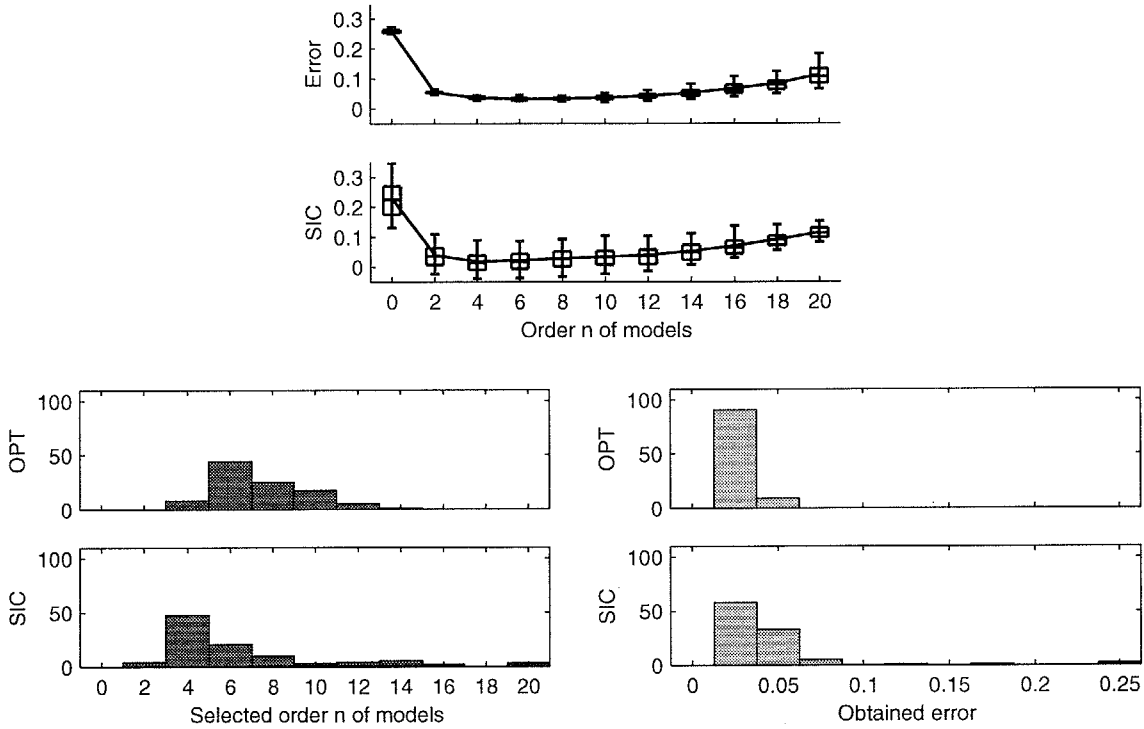 Error
0.3
0.2
0.1
0
SIC
0.3
0.2
0.1
0
0 2 4 6 8 10 12 14 16 18 20
Order n of models
OPT
100
50
0
SIC
100
50
0
0 2 4 6 8 10 12 14 16 18 20
Selected order n of models
OPT
100
50
0
SIC
100
50
0
0 0.05 0.1 0.15 0.2 0.25
Obtained error